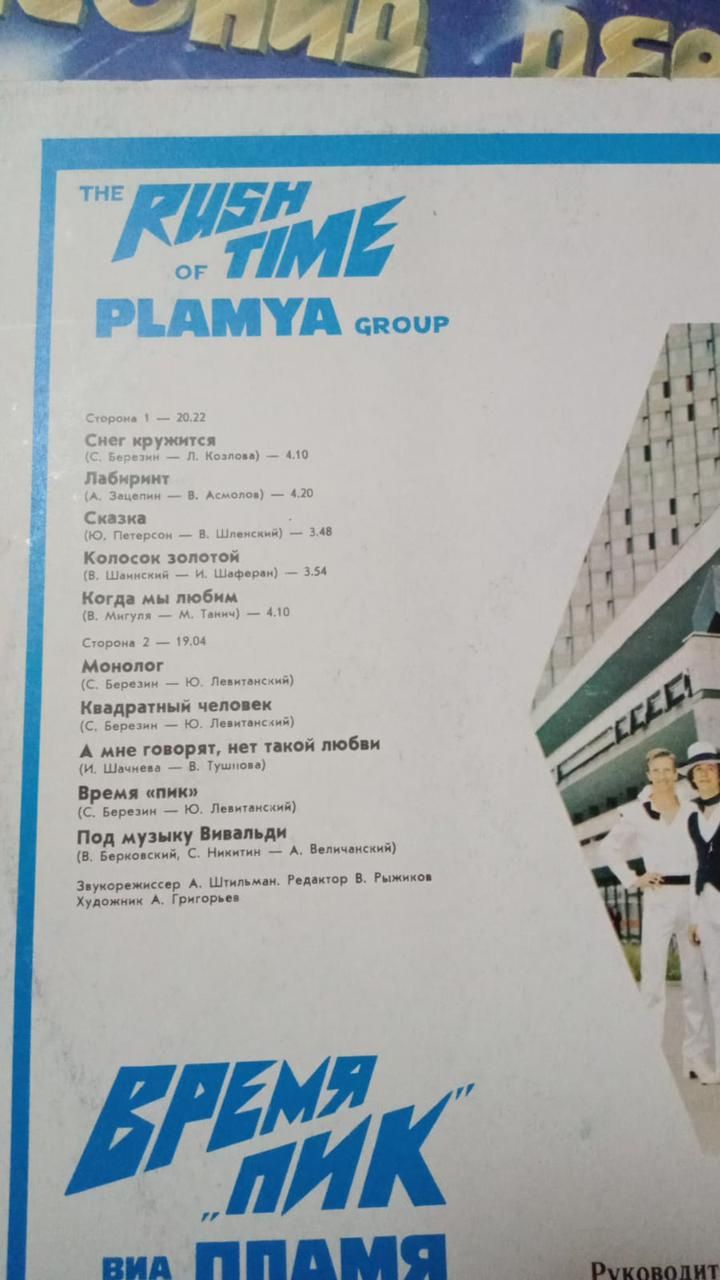 THE RUSH
OF TIME
PLAMYA GROUP
Сторона 1 — 20.22
Снег кружится
(С. Березин — Л. Козлова) — 4.10
Лабиринт
(А. Зацепин — В. Асмолов) — 4.20
Сказка
(Ю. Петерсон — В. Шленский) — 3.48
Колосок золотой
(В. Шаинский — И. Шаферан) — 3.54
Когда мы любим
(В. Мигуля — М. Танич) — 4.10
Сторона 2 — 19.04
Монолог
(С. Березин — Ю. Левитанский)
Квадратный человек
(С. Березин — Ю. Левитанский)
А мне говорят, нет такой любви
(И. Шачнева — В. Тушнова)
Время «пик»
(С. Березин — Ю. Левитанский)
Под музыку Вивальди
(В. Берковский, С. Никитин — А. Величанский)
Звукорежиссер А. Штильман. Редактор В. Рыжиков
Художник А. Григорьев
ВРЕМЯ
„ПИК"
ВИА ПЛАМЯ